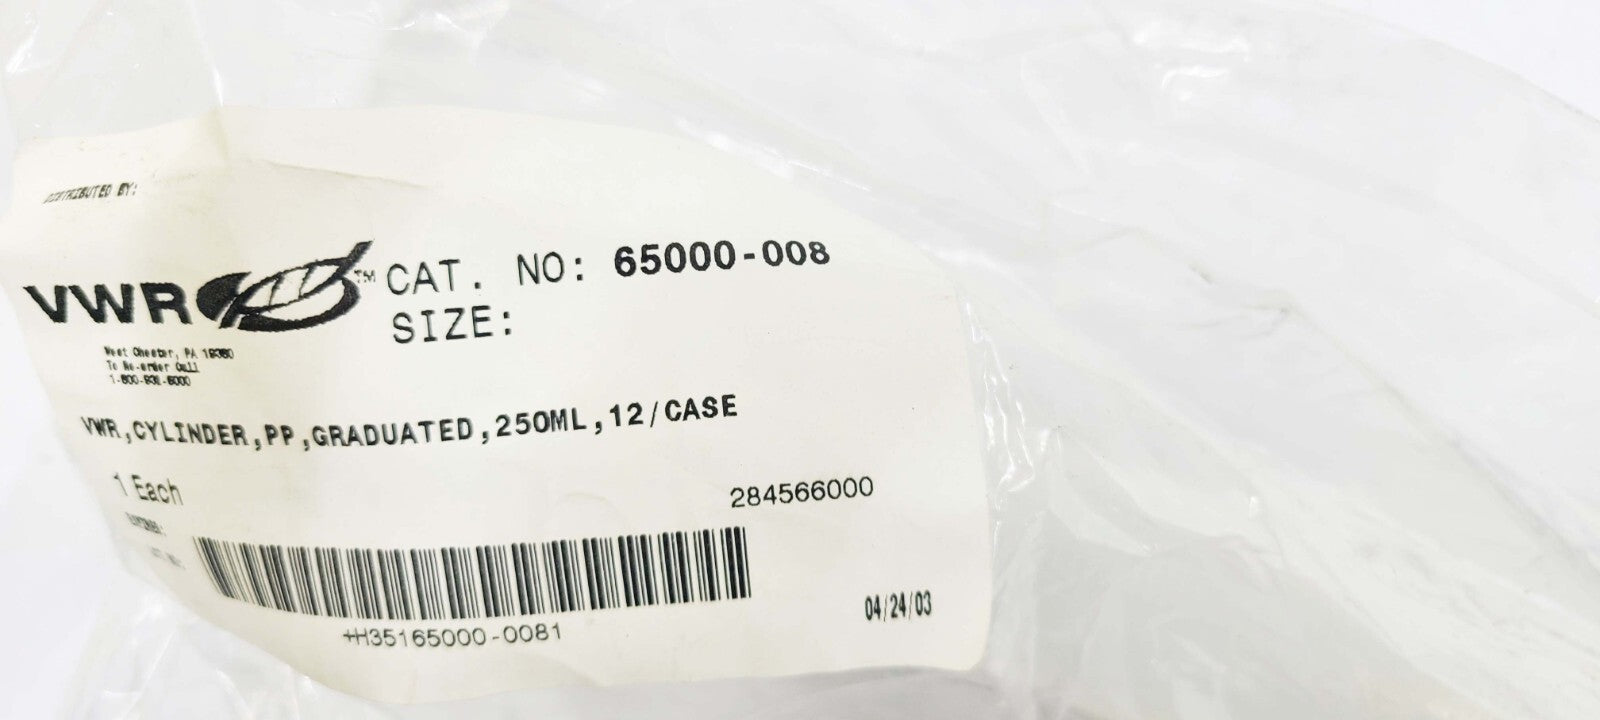 DISTRIBUTED BY:
VWR™
CAT. NO: 65000-008
SIZE:
West Chester, PA 19380
To Re-order Call
VWR,CYLINDER,PP,GRADUATED,250ML,12/CASE
1 Each
284566000
+H35165000-0081
04/24/03